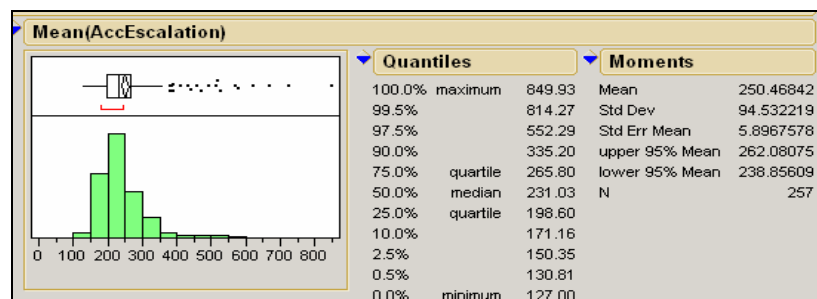 Mean(AccEscalation)
0 100 200 300 400 500 600 700 800
Quantiles
100.0% maximum 849.93
99.5% 814.27
97.5% 552.29
90.0% 335.20
75.0% quartile 265.80
50.0% median 231.03
25.0% quartile 198.60
10.0% 171.16
2.5% 150.35
0.5% 130.81
0.0% minimum 127.00
Moments
Mean 250.46842
Std Dev 94.532219
Std Err Mean 5.8967578
upper 95% Mean 262.08075
lower 95% Mean 238.85609
N 257